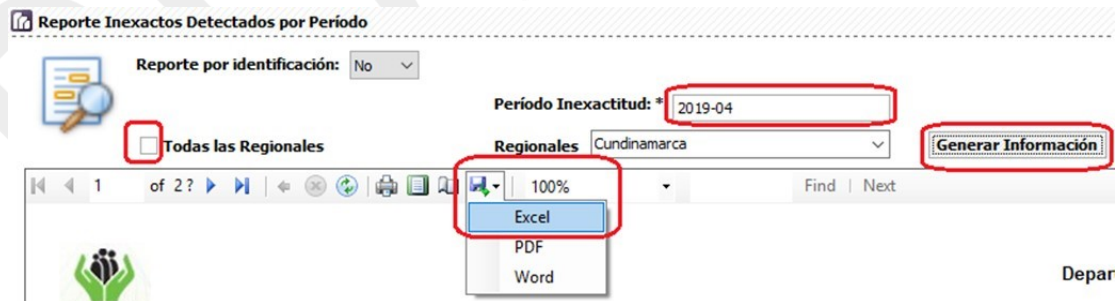 Reporte Inexactos Detectados por Período
Reporte por identificación: No
Período Inexactitud: * 2019-04
Todas las Regionales Regionales Cundinamarca Generar Información
1 of 2? 100% Find | Next
Excel
PDF
Word